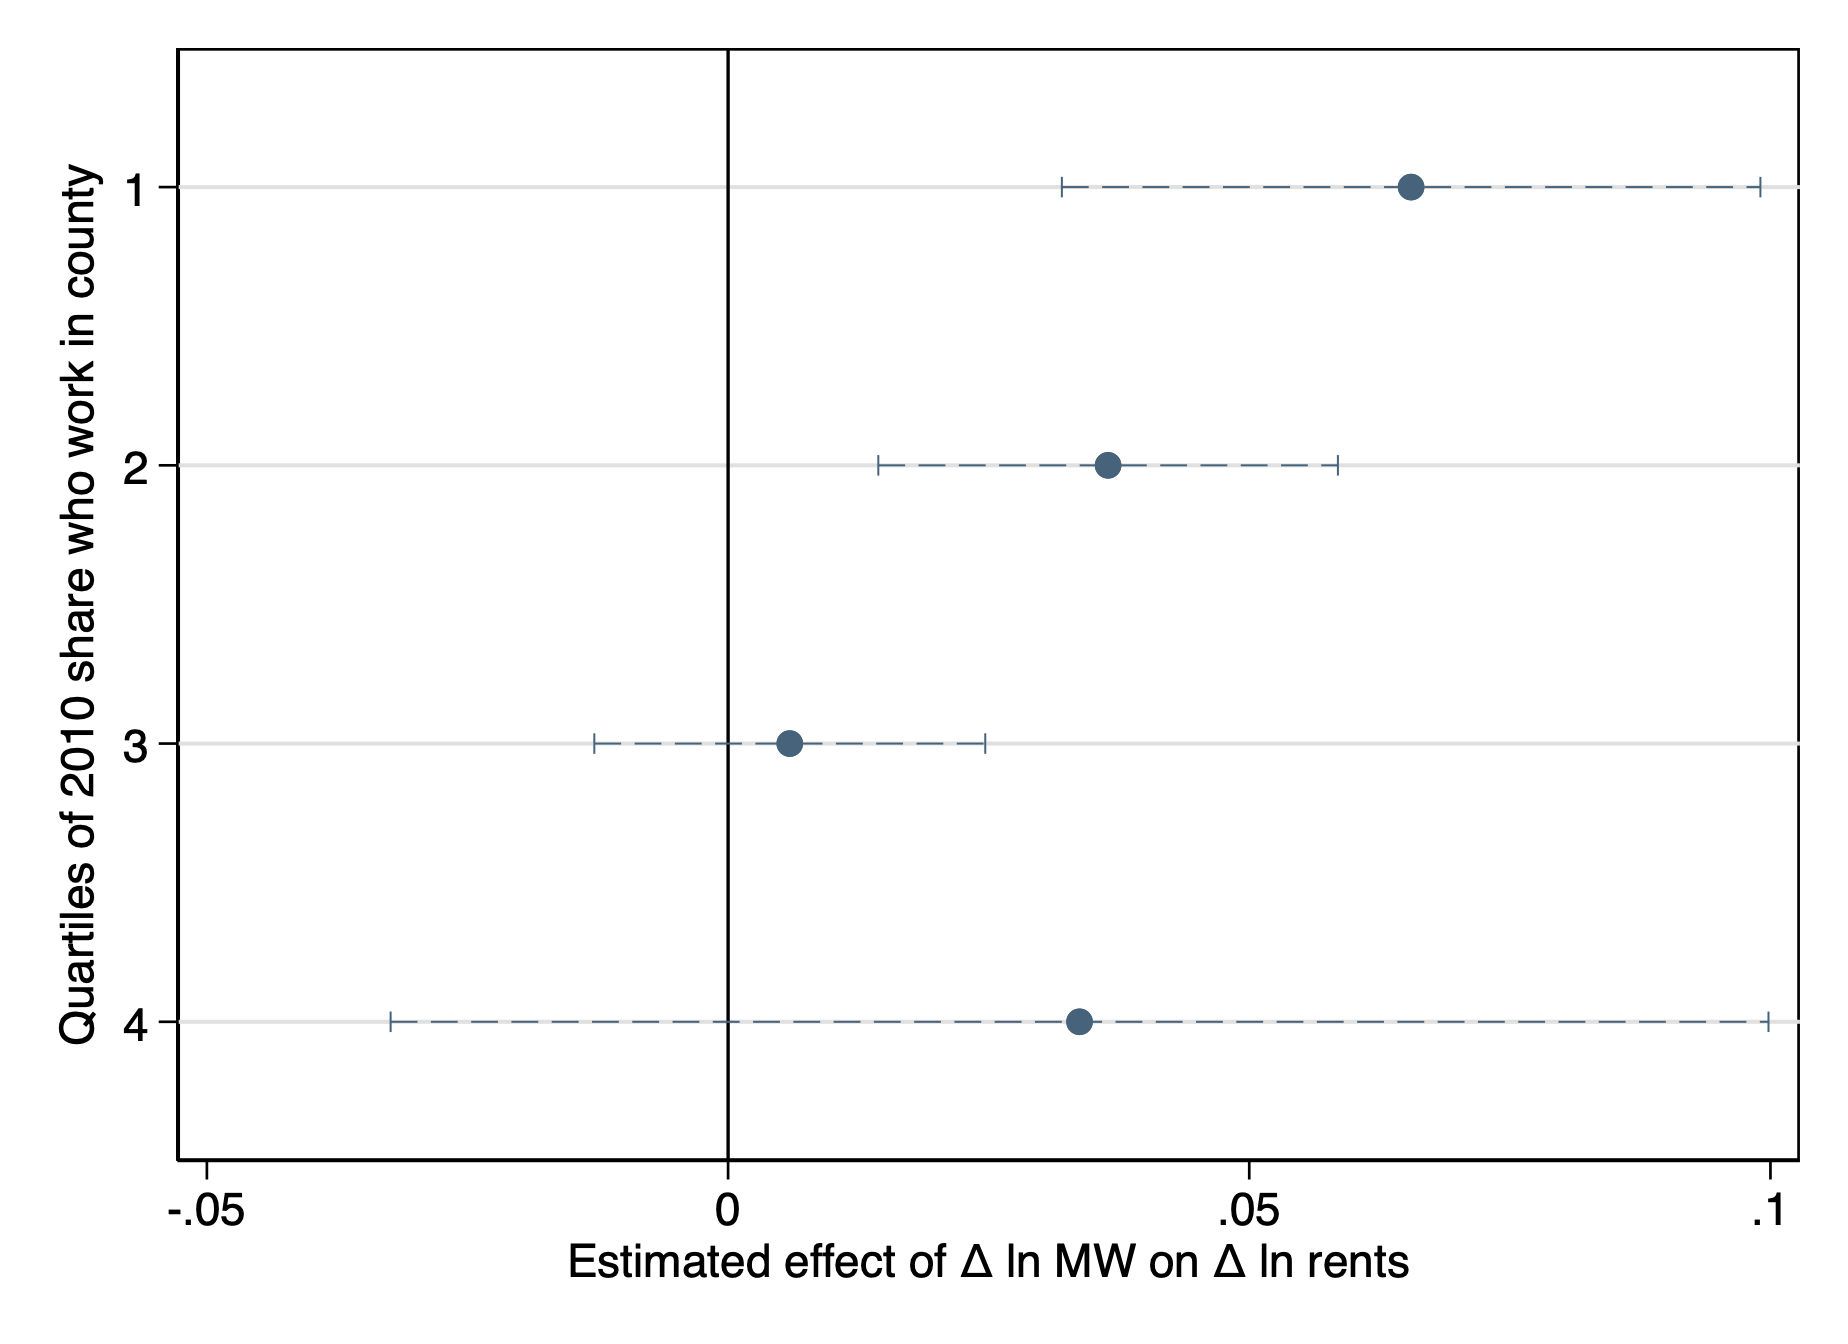 Quartiles of 2010 share who work in county
1
2
3
4
-.05 0 .05 .1
Estimated effect of Δ ln MW on Δ ln rents